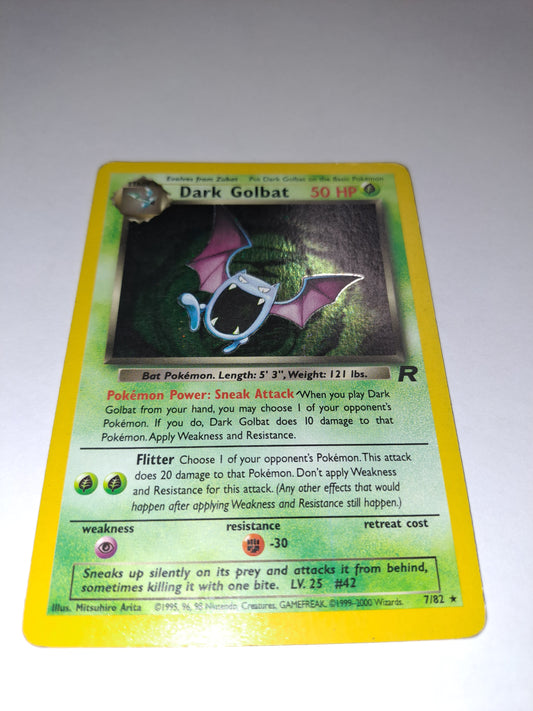 Evolves from Zubat Put Dark Golbat on the Basic Pokémon
STAGE 1
Dark Golbat 50 HP
Bat Pokémon. Length: 5' 3", Weight: 121 lbs.
R
Pokémon Power: Sneak Attack When you play Dark
Golbat from your hand, you may choose 1 of your opponent's
Pokémon. If you do, Dark Golbat does 10 damage to that
Pokémon. Apply Weakness and Resistance.
Flitter Choose 1 of your opponent's Pokémon. This attack
does 20 damage to that Pokémon. Don't apply Weakness
and Resistance for this attack. (Any other effects that would
happen after applying Weakness and Resistance still happen.)
weakness resistance retreat cost
-30
Sneaks up silently on its prey and attacks it from behind,
sometimes killing it with one bite. LV. 25 #42
Illus. Mitsuhiro Arita ©1995, 96, 98 Nintendo, Creatures, GAMEFREAK. ©1999-2000 Wizards. 7/82 ★